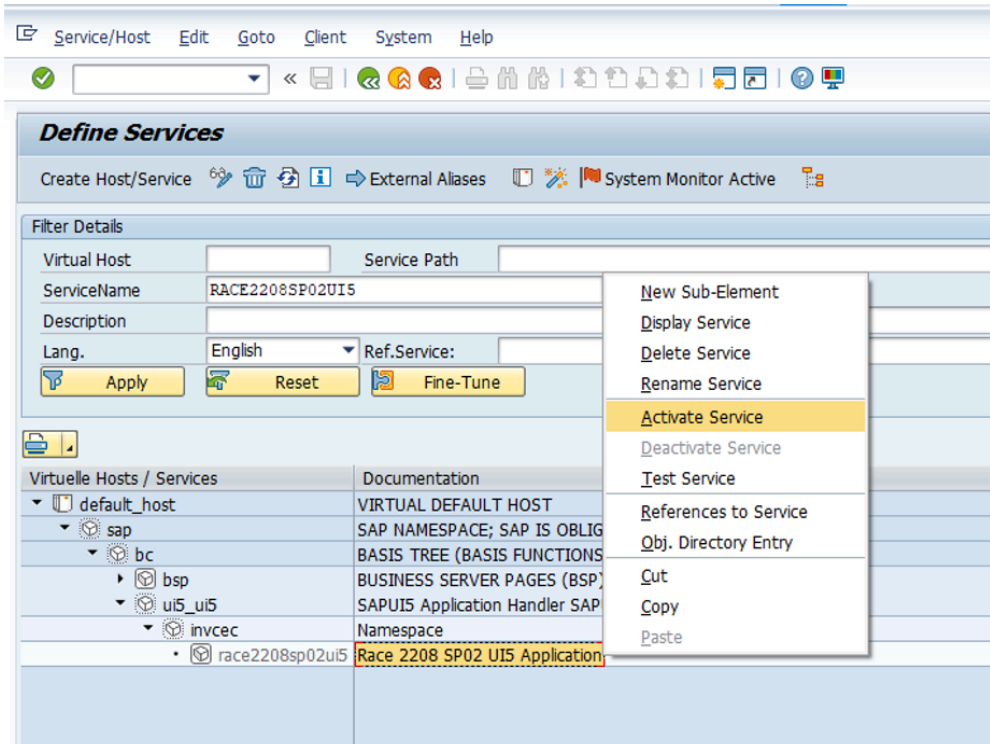 Service/Host Edit Goto Client System Help
Define Services
Create Host/Service External Aliases System Monitor Active
Filter Details
Virtual Host Service Path
ServiceName RACE2208SP02UI5
Description
Lang. English Ref.Service:
Apply Reset Fine-Tune
New Sub-Element
Display Service
Delete Service
Rename Service
Activate Service
Deactivate Service
Test Service
References to Service
Obj. Directory Entry
Cut
Copy
Paste
Virtuelle Hosts / Services Documentation
default_host VIRTUAL DEFAULT HOST
sap SAP NAMESPACE; SAP IS OBLIG
bc BASIS TREE (BASIS FUNCTIONS
bsp BUSINESS SERVER PAGES (BSP)
ui5_ui5 SAPUI5 Application Handler SAP
invcec Namespace
race2208sp02ui5 Race 2208 SP02 UI5 Application